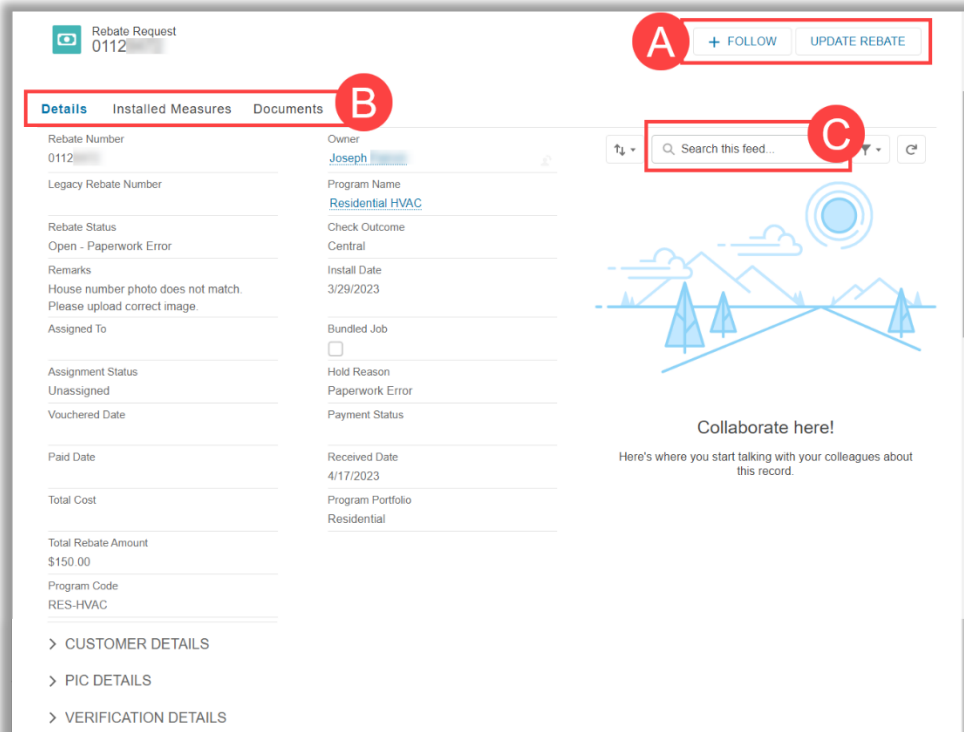 Rebate Request
0112
A
+ FOLLOW
UPDATE REBATE
Details Installed Measures Documents
B
Rebate Number
0112
Owner
Joseph
Search this feed...
C
Legacy Rebate Number
Program Name
Residential HVAC
Rebate Status
Open - Paperwork Error
Check Outcome
Central
Remarks
House number photo does not match.
Please upload correct image.
Install Date
3/29/2023
Assigned To
Bundled Job
Assignment Status
Unassigned
Hold Reason
Paperwork Error
Vouchered Date
Payment Status
Collaborate here!
Here's where you start talking with your colleagues about
this record.
Paid Date
Received Date
4/17/2023
Total Cost
Program Portfolio
Residential
Total Rebate Amount
$150.00
Program Code
RES-HVAC
> CUSTOMER DETAILS
> PIC DETAILS
> VERIFICATION DETAILS